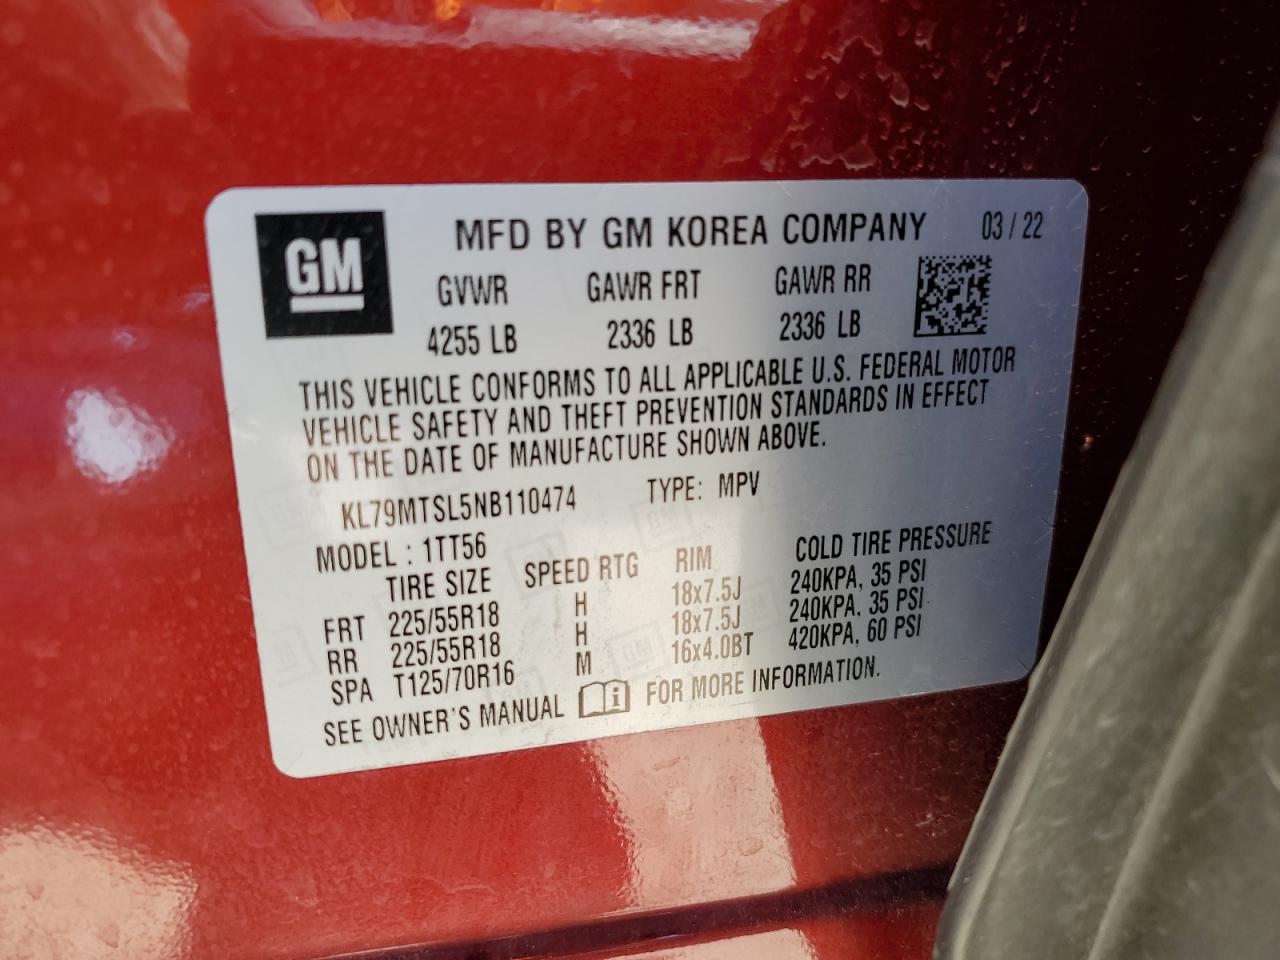 GM
MFD BY GM KOREA COMPANY 03 / 22
GVWR GAWR FRT GAWR RR
4255 LB 2336 LB 2336 LB
THIS VEHICLE CONFORMS TO ALL APPLICABLE U.S. FEDERAL MOTOR
VEHICLE SAFETY AND THEFT PREVENTION STANDARDS IN EFFECT
ON THE DATE OF MANUFACTURE SHOWN ABOVE.
KL79MTSL5NB110474 TYPE: MPV
MODEL : 1TT56
TIRE SIZE SPEED RTG RIM COLD TIRE PRESSURE
FRT 225/55R18 H 18x7.5J 240KPA, 35 PSI
RR 225/55R18 H 18x7.5J 240KPA, 35 PSI
SPA T125/70R16 M 16x4.0BT 420KPA, 60 PSI
SEE OWNER'S MANUAL i FOR MORE INFORMATION.